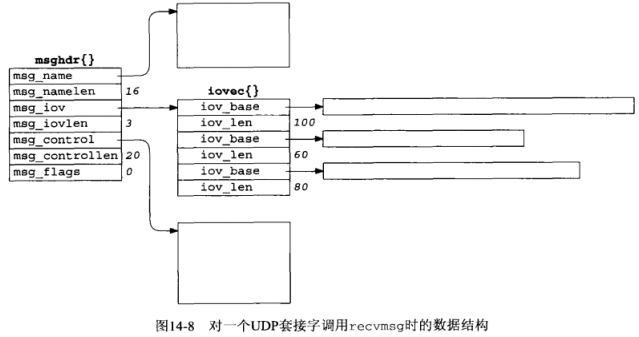 msghdr{}
msg_name
msg_namelen 16
msg_iov
msg_iovlen 3
msg_control
msg_controllen 20
msg_flags 0
iovec{}
iov_base
iov_len 100
iov_base
iov_len 60
iov_base
iov_len 80
图14-8 对一个UDP套接字调用recvmsg时的数据结构